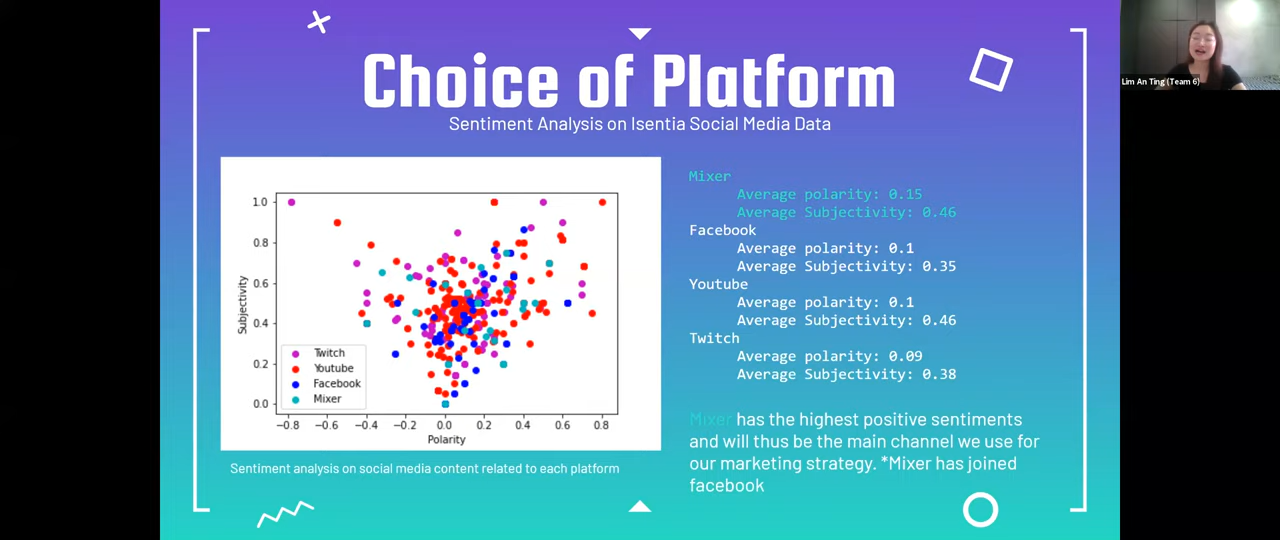 Choice of Platform
Sentiment Analysis on Isentia Social Media Data
Lim An Ting (Team 6)
Subjectivity
1.0
0.8
0.6
0.4
0.2
0.0
Twitch
Youtube
Facebook
Mixer
−0.8 −0.6 −0.4 −0.2 0.0 0.2 0.4 0.6 0.8
Polarity
Sentiment analysis on social media content related to each platform
Mixer
Average polarity: 0.15
Average Subjectivity: 0.46
Facebook
Average polarity: 0.1
Average Subjectivity: 0.35
Youtube
Average polarity: 0.1
Average Subjectivity: 0.46
Twitch
Average polarity: 0.09
Average Subjectivity: 0.38
Mixer has the highest positive sentiments
and will thus be the main channel we use for
our marketing strategy. *Mixer has joined
facebook